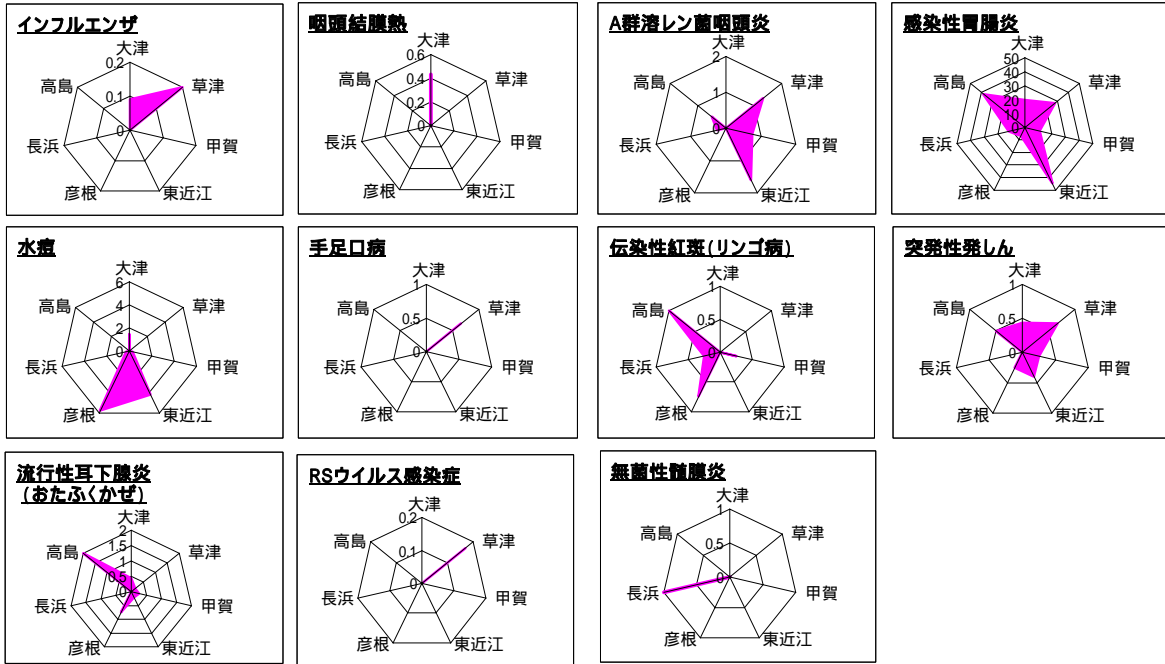 インフルエンザ
大津
0.2
0.1
0
草津
甲賀
東近江
彦根
長浜
高島
咽頭結膜熱
大津
0.6
0.4
0.2
0
草津
甲賀
東近江
彦根
長浜
高島
A群溶レン菌咽頭炎
大津
2
1
0
草津
甲賀
東近江
彦根
長浜
高島
感染性胃腸炎
大津
50
40
30
20
10
0
草津
甲賀
東近江
彦根
長浜
高島
水痘
大津
6
4
2
0
草津
甲賀
東近江
彦根
長浜
高島
手足口病
大津
1
0.5
0
草津
甲賀
東近江
彦根
長浜
高島
伝染性紅斑(リンゴ病)
大津
1
0.5
0
草津
甲賀
東近江
彦根
長浜
高島
突発性発しん
大津
1
0.5
0
草津
甲賀
東近江
彦根
長浜
高島
流行性耳下腺炎
(おたふくかぜ)
大津
2
1.5
1
0.5
0
草津
甲賀
東近江
彦根
長浜
高島
RSウイルス感染症
大津
0.2
0.1
0
草津
甲賀
東近江
彦根
長浜
高島
無菌性髄膜炎
大津
1
0.5
0
草津
甲賀
東近江
彦根
長浜
高島